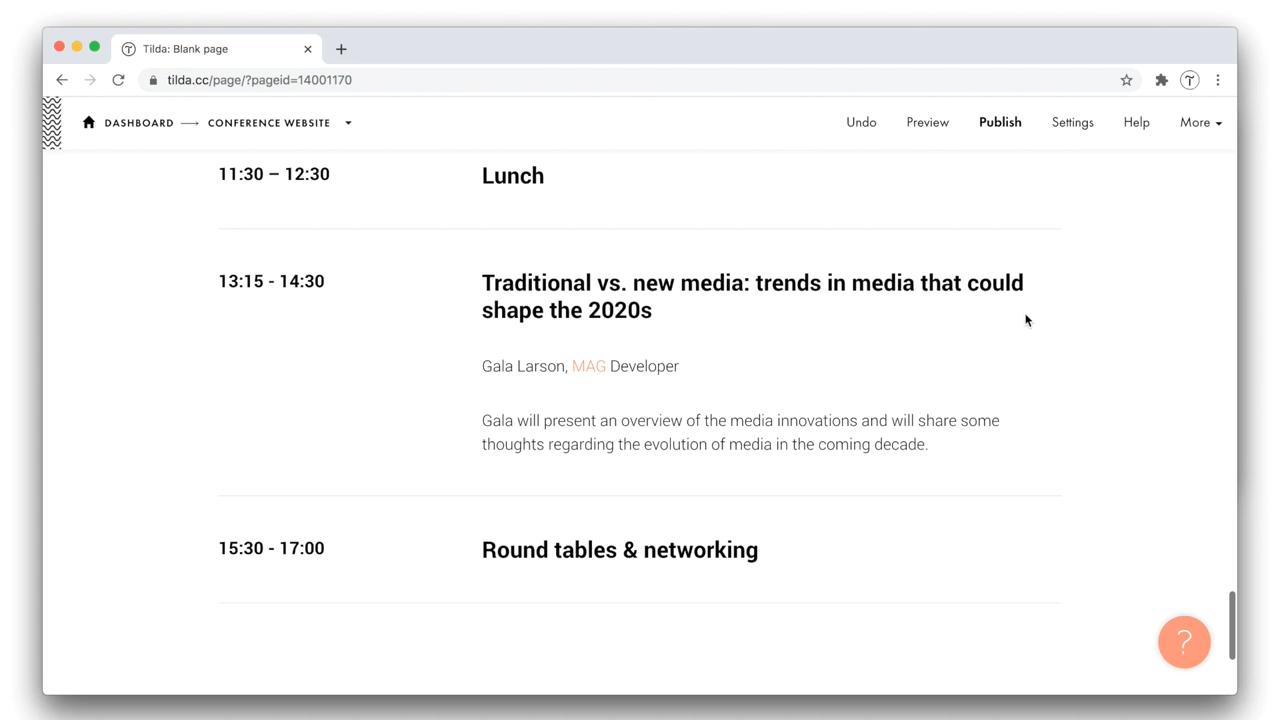 Tilda: Blank page
tilda.cc/page/?pageid=14001170
DASHBOARD → CONFERENCE WEBSITE
Undo Preview Publish Settings Help More
11:30 – 12:30 Lunch
13:15 - 14:30 Traditional vs. new media: trends in media that could
shape the 2020s
Gala Larson, MAG Developer
Gala will present an overview of the media innovations and will share some
thoughts regarding the evolution of media in the coming decade.
15:30 - 17:00 Round tables & networking
?